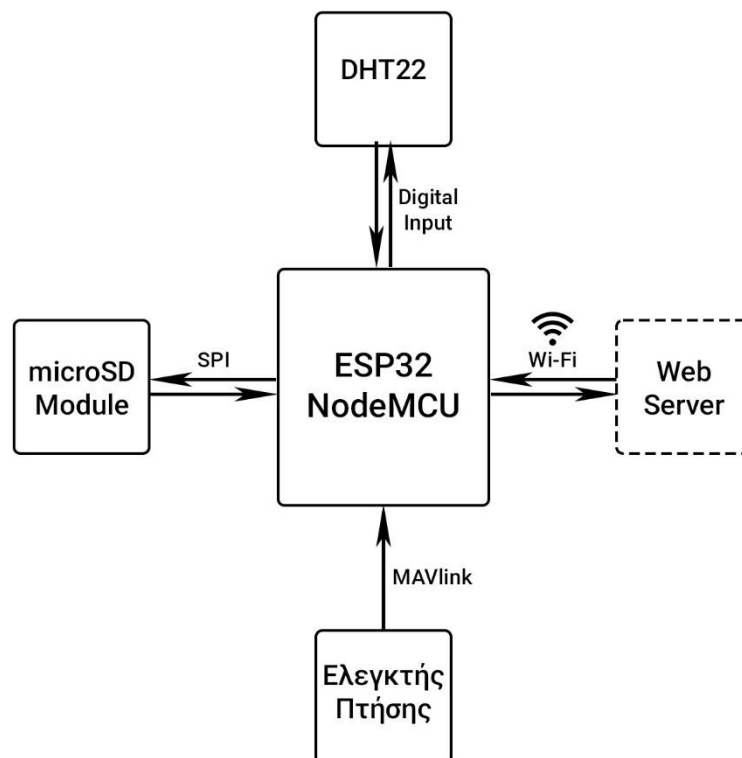 DHT22
Digital
Input
microSD
Module
SPI
ESP32
NodeMCU
Wi-Fi
Web
Server
MAVlink
Ελεγκτής
Πτήσης